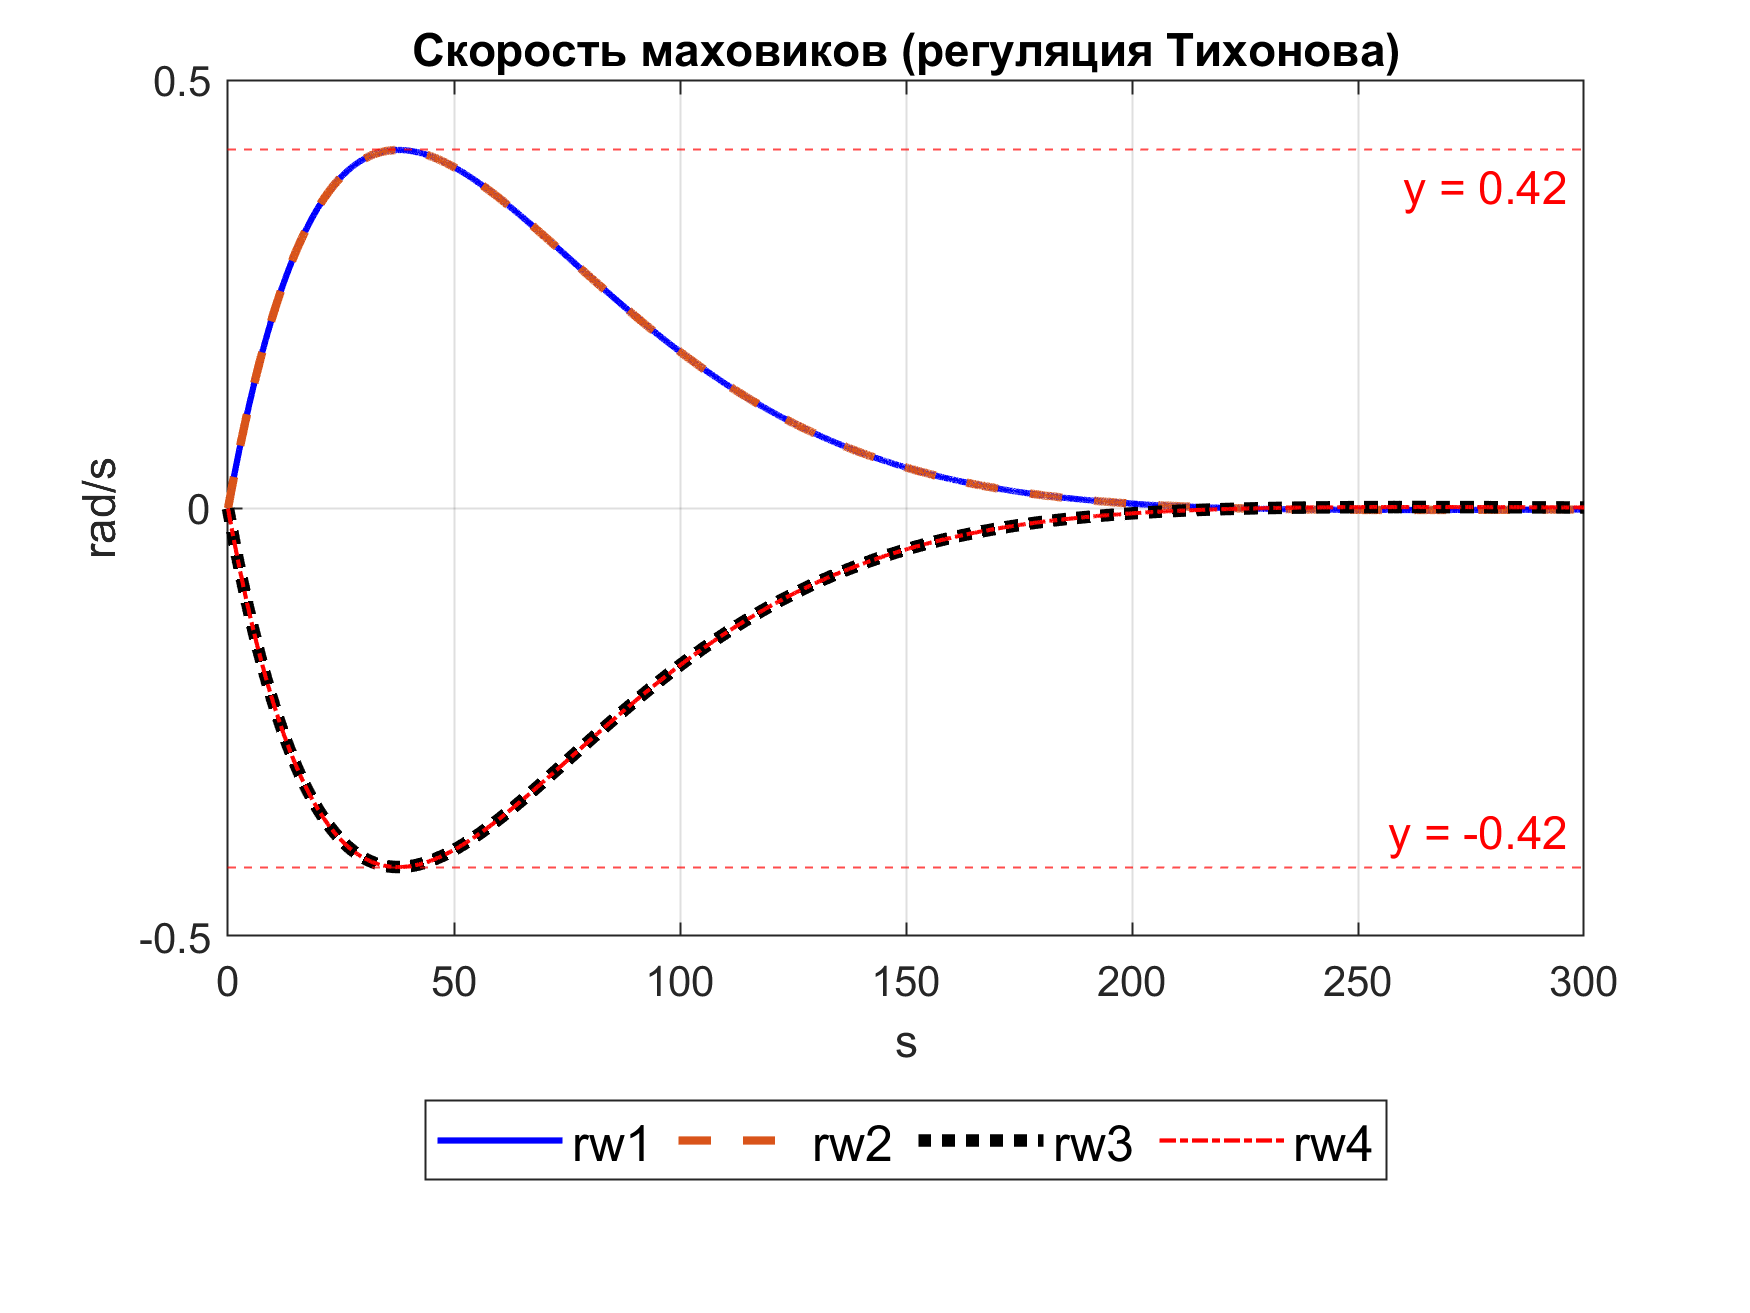 Скорость маховиков (регуляция Тихонова)
0.5
y = 0.42
rad/s
0
y = -0.42
-0.5
0 50 100 150 200 250 300
s
rw1 rw2 rw3 rw4